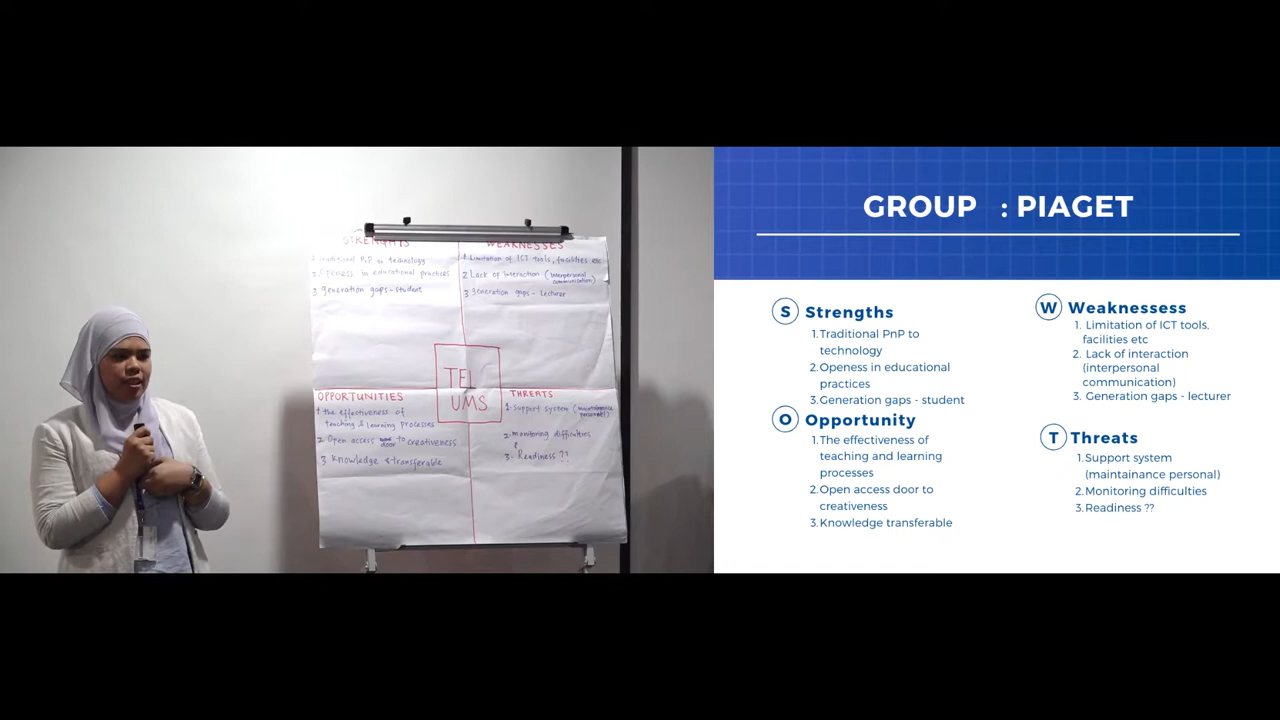 STRENGTHS
1. Traditional P.P to technology
2. Openess in educational practices
3 generation gaps-student
WEAKNESSES
1 Limitation of ICT tools, facilities etc
2 Lack of interaction (interpersonal
communication)
3 generation gaps - lecturer
TEL
UMS
OPPORTUNITIES
1 the effectiveness of
teaching & learning processes
2 Open access door to creativeness
3 knowledge transferable
THREATS
1. Support system (maintainance
personal)
2. monitoring difficulties
3. Readiness ??
GROUP : PIAGET
S Strengths
1. Traditional PnP to
technology
2. Openess in educational
practices
3. Generation gaps - student
O Opportunity
1. The effectiveness of
teaching and learning
processes
2. Open access door to
creativeness
3. Knowledge transferable
W Weaknessess
1. Limitation of ICT tools,
facilities etc
2. Lack of interaction
(interpersonal
communication)
3. Generation gaps - lecturer
T Threats
1. Support system
(maintainance personal)
2. Monitoring difficulties
3. Readiness ??